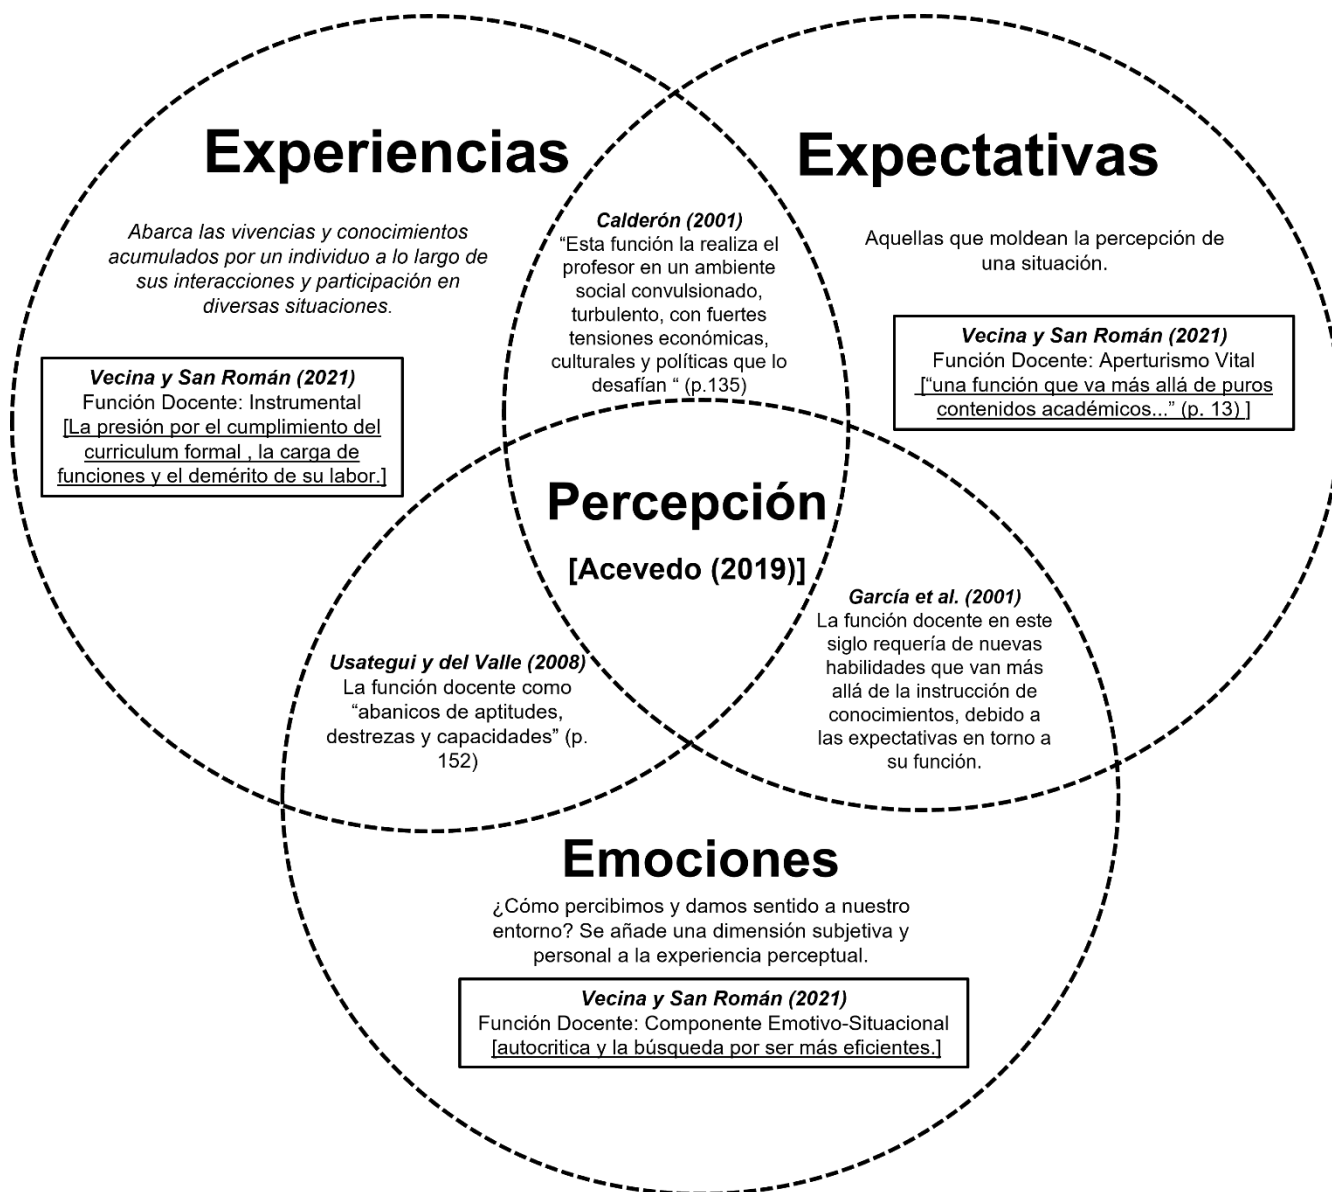 Experiencias
Abarca las vivencias y conocimientos
acumulados por un individuo a lo largo de
sus interacciones y participación en
diversas situaciones.
Vecina y San Román (2021)
Función Docente: Instrumental
[La presión por el cumplimiento del
curriculum formal , la carga de
funciones y el demérito de su labor.]
Calderón (2001)
“Esta función la realiza el
profesor en un ambiente
social convulsionado,
turbulento, con fuertes
tensiones económicas,
culturales y políticas que lo
desafían “ (p.135)
Expectativas
Aquellas que moldean la percepción de
una situación.
Vecina y San Román (2021)
Función Docente: Aperturismo Vital
[“una función que va más allá de puros
contenidos académicos...” (p. 13) ]
Percepción
[Acevedo (2019)]
Usategui y del Valle (2008)
La función docente como
“abanicos de aptitudes,
destrezas y capacidades” (p.
152)
García et al. (2001)
La función docente en este
siglo requería de nuevas
habilidades que van más
allá de la instrucción de
conocimientos, debido a
las expectativas en torno a
su función.
Emociones
¿Cómo percibimos y damos sentido a nuestro
entorno? Se añade una dimensión subjetiva y
personal a la experiencia perceptual.
Vecina y San Román (2021)
Función Docente: Componente Emotivo-Situacional
[autocritica y la búsqueda por ser más eficientes.]